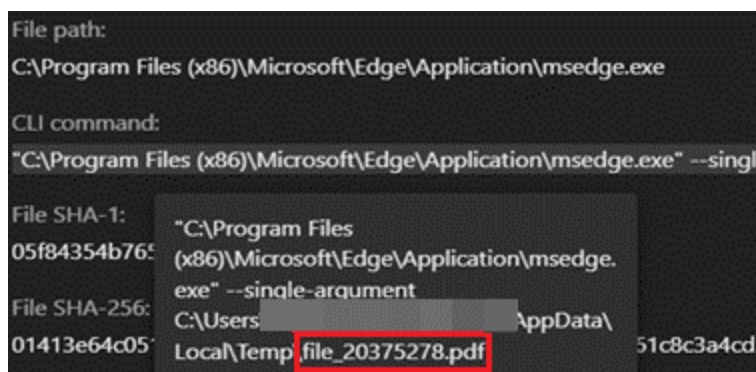 File path:
C:\Program Files (x86)\Microsoft\Edge\Application\msedge.exe
CLI command:
"C:\Program Files (x86)\Microsoft\Edge\Application\msedge.exe" --singl
File SHA-1:
05f84354b765
File SHA-256:
01413e64c051
"C:\Program Files
(x86)\Microsoft\Edge\Application\msedge.
exe" --single-argument
C:\Users AppData\
Local\Temp\file_20375278.pdf
51c8c3a4cd